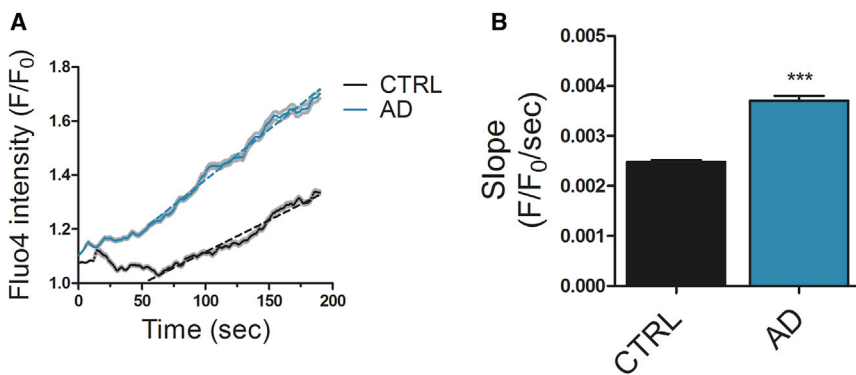 A
Fluo4 intensity (F/F₀)
1.8
1.6
1.4
1.2
1.0
0
50
100
150
200
Time (sec)
CTRL
AD
B
Slope
(F/F₀/sec)
0.005
0.004
0.003
0.002
0.001
0.000
***
CTRL
AD